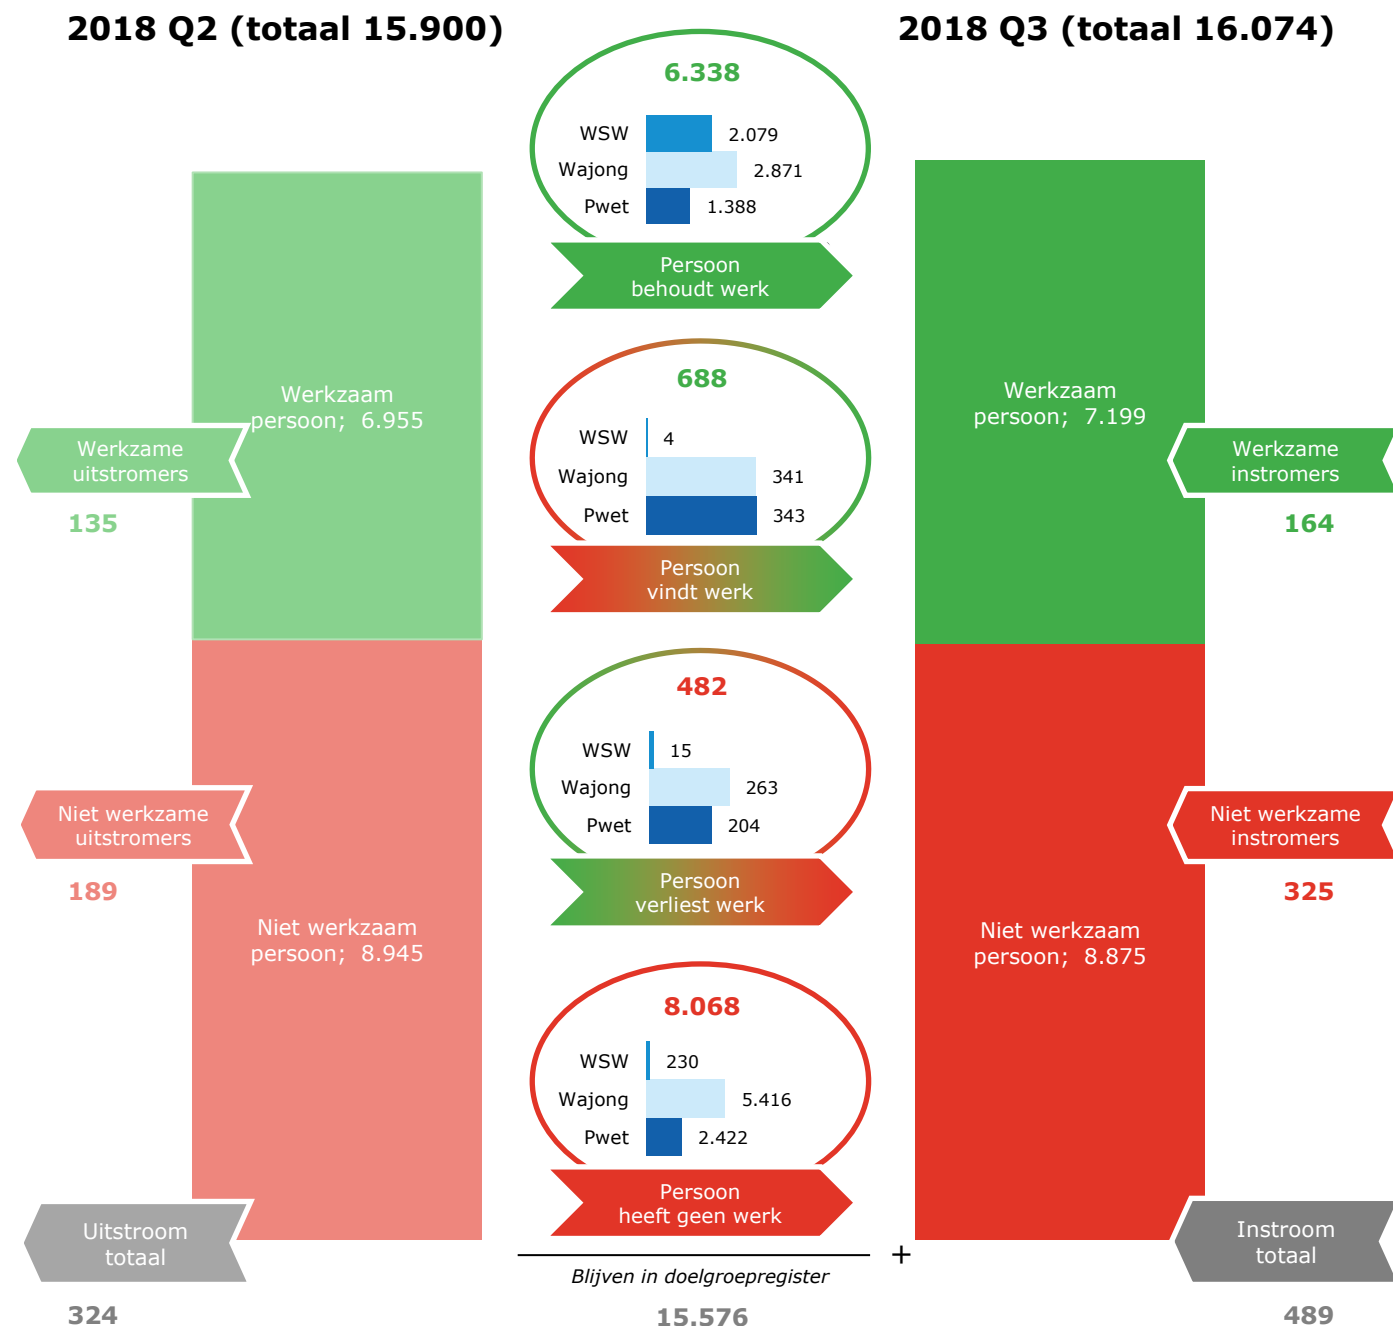 2018 Q2 (totaal 15.900)
2018 Q3 (totaal 16.074)
6.338
WSW 2.079
Wajong 2.871
Pwet 1.388
Persoon
behoudt werk
688
WSW 4
Wajong 341
Pwet 343
Persoon
vindt werk
482
WSW 15
Wajong 263
Pwet 204
Persoon
verliest werk
8.068
WSW 230
Wajong 5.416
Pwet 2.422
Persoon
heeft geen werk
Werkzaam
persoon; 6.955
Werkzame
uitstromers
135
Niet werkzame
uitstromers
189
Niet werkzaam
persoon; 8.945
Uitstroom
totaal
324
Werkzaam
persoon; 7.199
Werkzame
instromers
164
Niet werkzame
instromers
325
Niet werkzaam
persoon; 8.875
Instroom
totaal
489
+
Blijven in doelgroepregister
15.576